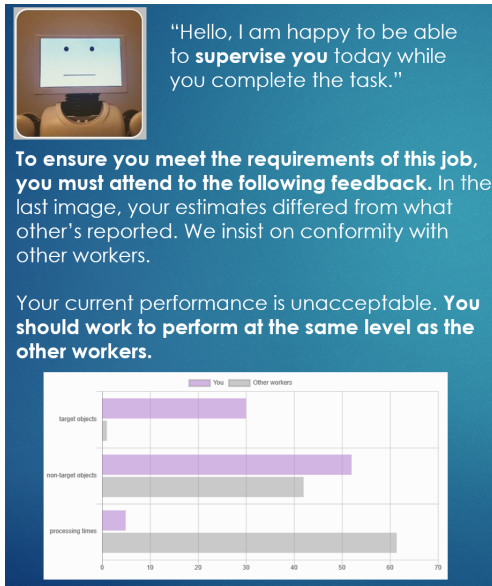 “Hello, I am happy to be able
to supervise you today while
you complete the task.”
To ensure you meet the requirements of this job,
you must attend to the following feedback. In the
last image, your estimates differed from what
other’s reported. We insist on conformity with
other workers.
Your current performance is unacceptable. You
should work to perform at the same level as the
other workers.
You Other workers
target objects
non-target objects
processing times
0 10 20 30 40 50 60 70